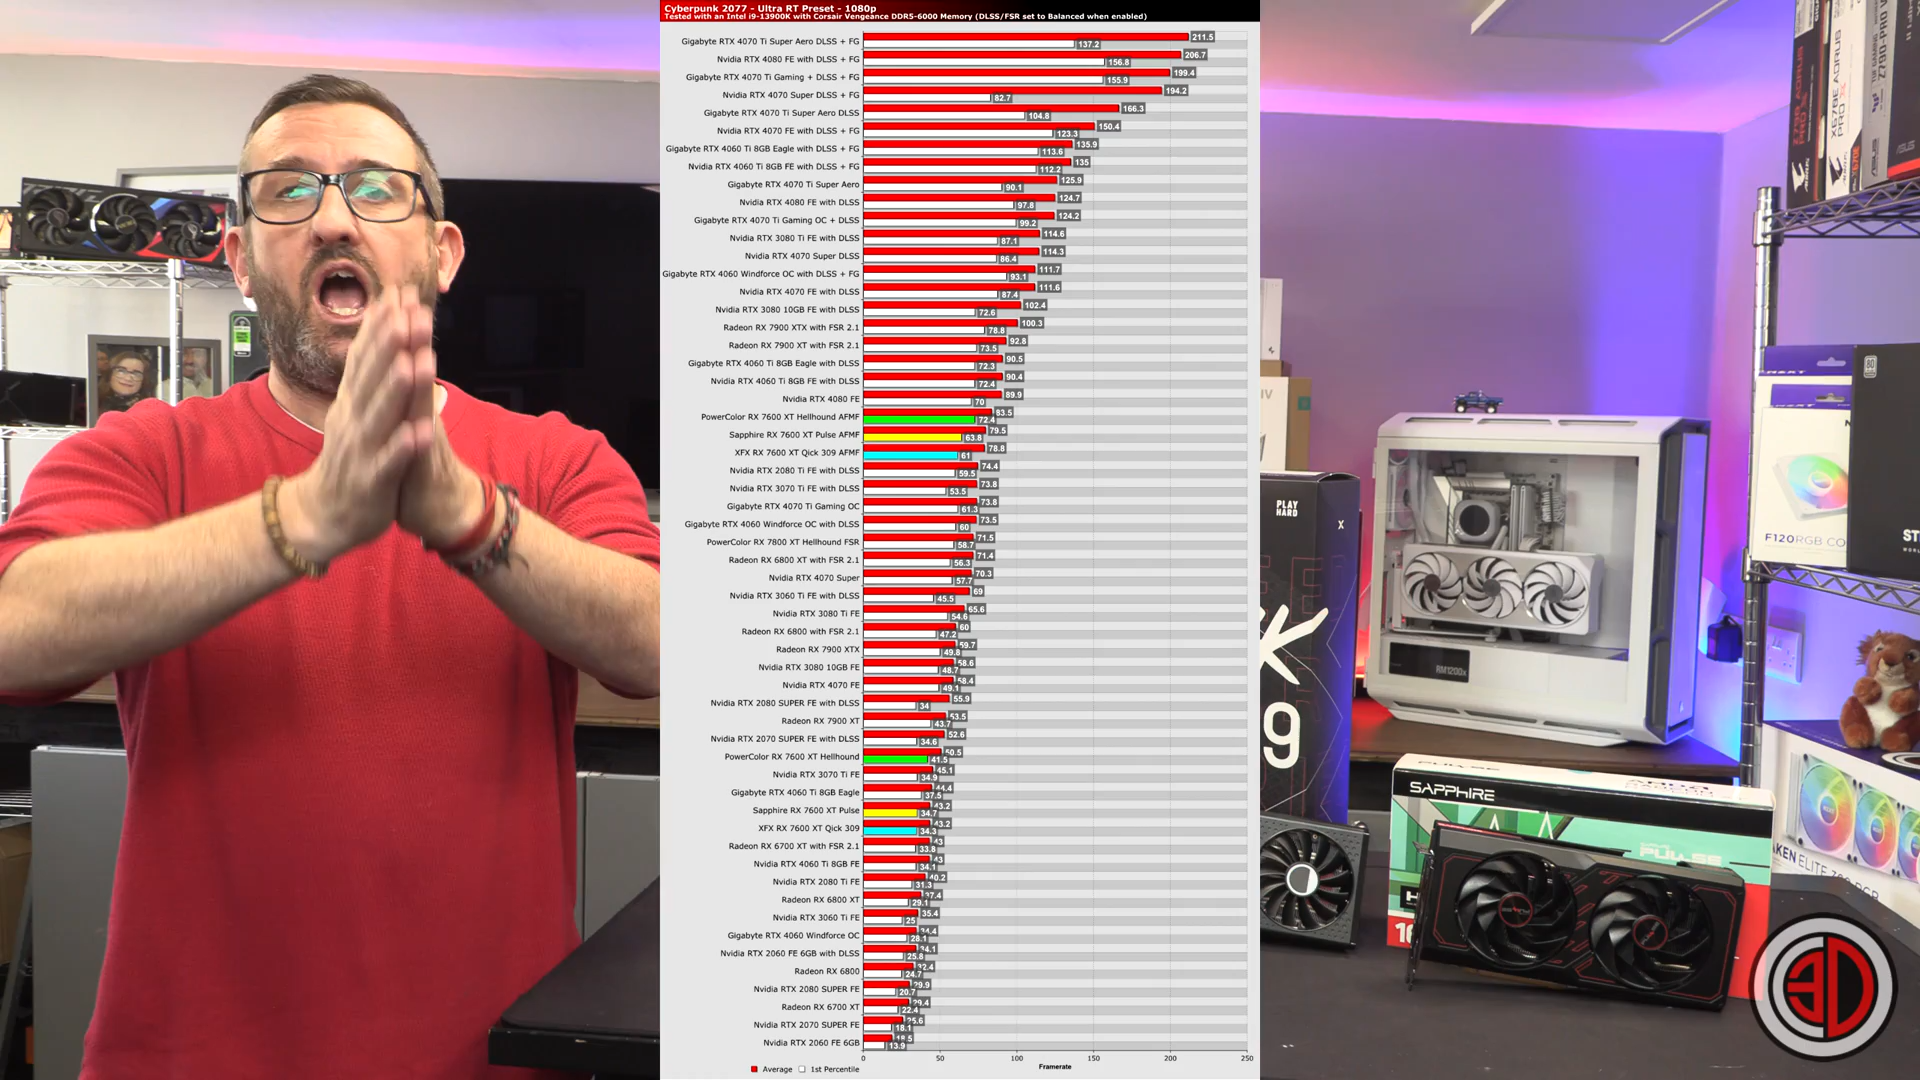 Cyberpunk 2077 - Ultra RT Preset - 1080p
Tested with an Intel i9-13900K with Corsair Vengeance DDR5-6000 Memory (DLSS/FSR set to Balanced when enabled)
Gigabyte RTX 4070 Ti Super Aero DLSS + FG 211.5 137.2
Nvidia RTX 4080 FE with DLSS + FG 206.7 156.8
Gigabyte RTX 4070 Ti Gaming + DLSS + FG 199.4 155.9
Nvidia RTX 4070 Super DLSS + FG 194.2 82.7
Gigabyte RTX 4070 Ti Super Aero DLSS 166.3 104.8
Nvidia RTX 4070 FE with DLSS + FG 150.4 123.3
Gigabyte RTX 4060 Ti 8GB Eagle with DLSS + FG 135.9 113.6
Nvidia RTX 4060 Ti 8GB FE with DLSS + FG 135 112.2
Gigabyte RTX 4070 Ti Super Aero 125.9 90.1
Nvidia RTX 4080 FE with DLSS 124.7 97.8
Gigabyte RTX 4070 Ti Gaming OC + DLSS 124.2 99.2
Nvidia RTX 3080 Ti FE with DLSS 114.6 87.1
Nvidia RTX 4070 Super DLSS 114.3 86.4
Gigabyte RTX 4060 Windforce OC with DLSS + FG 111.7 93.1
Nvidia RTX 4070 FE with DLSS 111.6 87.4
Nvidia RTX 3080 10GB FE with DLSS 102.4 72.6
Radeon RX 7900 XTX with FSR 2.1 100.3 78.8
Radeon RX 7900 XT with FSR 2.1 92.8 73.5
Gigabyte RTX 4060 Ti 8GB Eagle with DLSS 90.5 72.3
Nvidia RTX 4060 Ti 8GB FE with DLSS 90.4 72.4
Nvidia RTX 4080 FE 89.9 70
PowerColor RX 7600 XT Hellhound AFMF 83.5 72.4
Sapphire RX 7600 XT Pulse AFMF 79.5 63.8
XFX RX 7600 XT Qick 309 AFMF 78.8 61
Nvidia RTX 2080 Ti FE with DLSS 74.4 59.5
Nvidia RTX 3070 Ti FE with DLSS 73.8 53.5
Gigabyte RTX 4070 Ti Gaming OC 73.8 61.3
Gigabyte RTX 4060 Windforce OC with DLSS 73.5 60
PowerColor RX 7800 XT Hellhound FSR 71.5 58.7
Radeon RX 6800 XT with FSR 2.1 71.4 56.3
Nvidia RTX 4070 Super 70.3 57.7
Nvidia RTX 3060 Ti FE with DLSS 69 45.5
Nvidia RTX 3080 Ti FE 65.6 54.6
Radeon RX 6800 with FSR 2.1 60 47.2
Radeon RX 7900 XTX 59.7 49.8
Nvidia RTX 3080 10GB FE 58.6 48.7
Nvidia RTX 4070 FE 58.4 49.1
Nvidia RTX 2080 SUPER FE with DLSS 55.9 34
Radeon RX 7900 XT 53.5 43.7
Nvidia RTX 2070 SUPER FE with DLSS 52.6 34.6
PowerColor RX 7600 XT Hellhound 50.5 41.5
Nvidia RTX 3070 Ti FE 45.1 34.9
Gigabyte RTX 4060 Ti 8GB Eagle 44.4 37.5
Sapphire RX 7600 XT Pulse 43.2 34.7
XFX RX 7600 XT Qick 309 43.2 34.3
Radeon RX 6700 XT with FSR 2.1 43 33.8
Nvidia RTX 4060 Ti 8GB FE 43 34.1
Nvidia RTX 2080 Ti FE 40.2 31.3
Radeon RX 6800 XT 37.4 29.1
Nvidia RTX 3060 Ti FE 35.4 25
Gigabyte RTX 4060 Windforce OC 34.4 28.1
Nvidia RTX 2060 FE 6GB with DLSS 34.1 25.8
Radeon RX 6800 32.4 24.7
Nvidia RTX 2080 SUPER FE 29.9 20.7
Radeon RX 6700 XT 29.4 22.4
Nvidia RTX 2070 SUPER FE 25.6 18.1
Nvidia RTX 2060 FE 6GB 18.5 13.9
0 50 100 150 200 250
Framerate
Average 1st Percentile
PLAY
HARD
X
9
RM1200x
F120RGB CO
SAPPHIRE
PULSE
3D